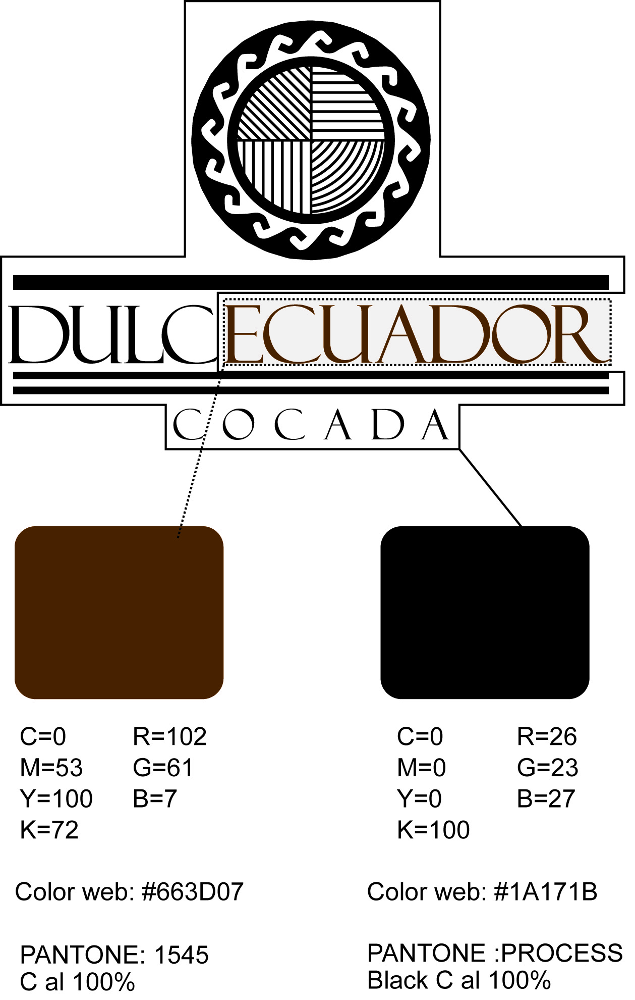 DULCECUADOR
COCADA
C=0 R=102
M=53 G=61
Y=100 B=7
K=72
Color web: #663D07
PANTONE: 1545
C al 100%
C=0 R=26
M=0 G=23
Y=0 B=27
K=100
Color web: #1A171B
PANTONE :PROCESS
Black C al 100%